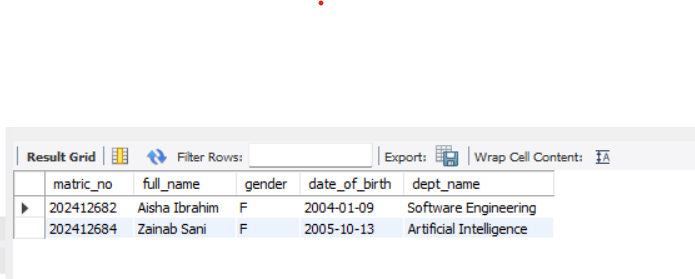 Result Grid Filter Rows: Export: Wrap Cell Content: IA
matric_no full_name gender date_of_birth dept_name
202412682 Aisha Ibrahim F 2004-01-09 Software Engineering
202412684 Zainab Sani F 2005-10-13 Artificial Intelligence